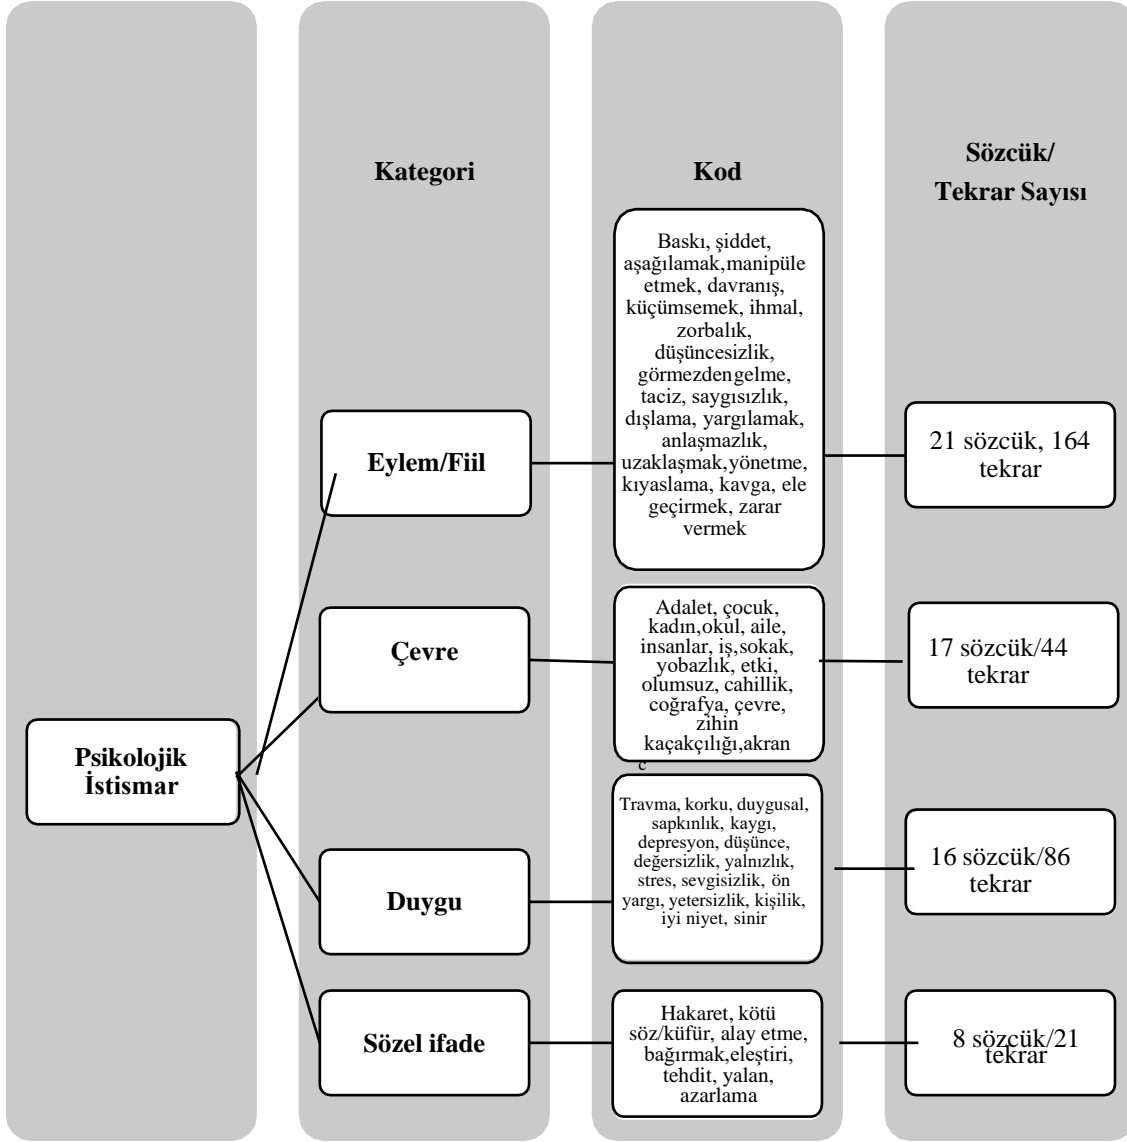 Kategori
Kod
Sözcük/
Tekrar Sayısı
Psikolojik
İstismar
Eylem/Fiil
Baskı, şiddet,
aşağılamak,manipüle
etmek, davranış,
küçümsemek, ihmal,
zorbalık,
düşüncesizlik,
görmezdengelme,
taciz, saygısızlık,
dışlama, yargılamak,
anlaşmazlık,
uzaklaşmak,yönetme,
kıyaslama, kavga, ele
geçirmek, zarar
vermek
21 sözcük, 164
tekrar
Çevre
Adalet, çocuk,
kadın,okul, aile,
insanlar, iş,sokak,
yobazlık, etki,
olumsuz, cahillik,
coğrafya, çevre,
zihin
kaçakçılığı,akran
17 sözcük/44
tekrar
Duygu
Travma, korku, duygusal,
sapkınlık, kaygı,
depresyon, düşünce,
değersizlik, yalnızlık,
stres, sevgisizlik, ön
yargı, yetersizlik, kişilik,
iyi niyet, sinir
16 sözcük/86
tekrar
Sözel ifade
Hakaret, kötü
söz/küfür, alay etme,
bağırmak,eleştiri,
tehdit, yalan,
azarlama
8 sözcük/21
tekrar